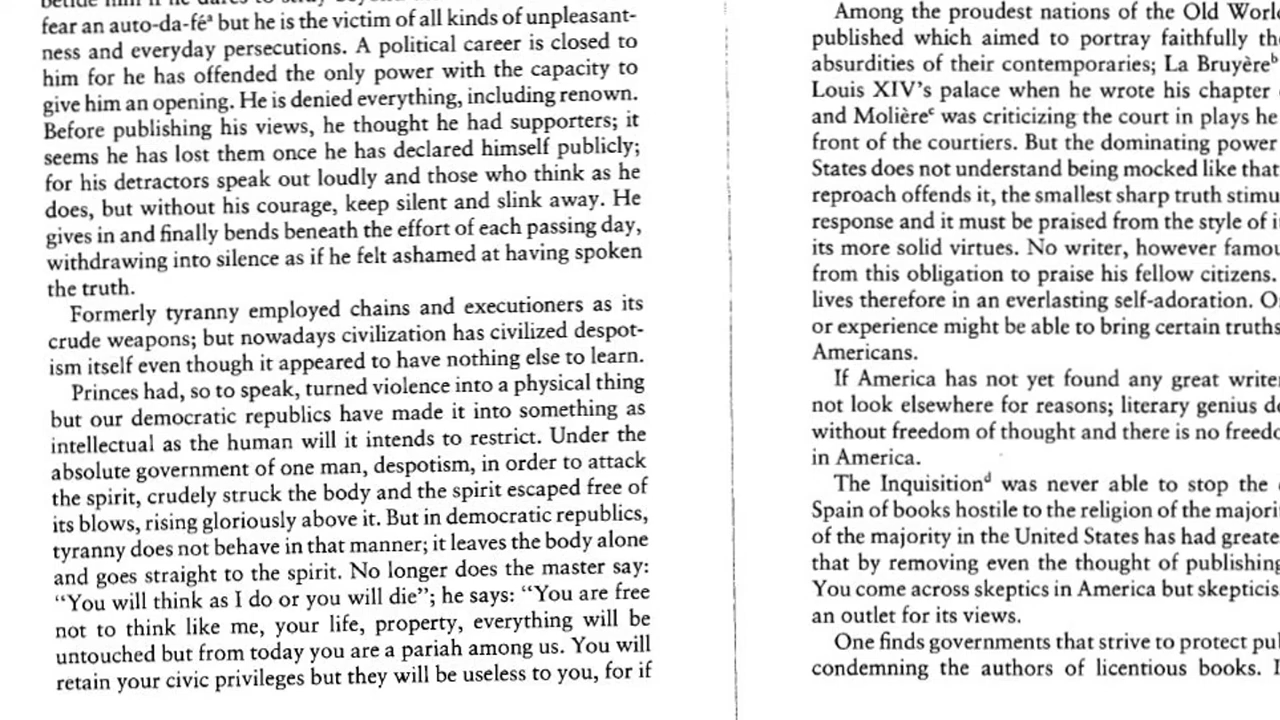 fear an auto-da-féª but he is the victim of all kinds of unpleasant-
ness and everyday persecutions. A political career is closed to
him for he has offended the only power with the capacity to
give him an opening. He is denied everything, including renown.
Before publishing his views, he thought he had supporters; it
seems he has lost them once he has declared himself publicly;
for his detractors speak out loudly and those who think as he
does, but without his courage, keep silent and slink away. He
gives in and finally bends beneath the effort of each passing day,
withdrawing into silence as if he felt ashamed at having spoken
the truth.
Formerly tyranny employed chains and executioners as its
crude weapons; but nowadays civilization has civilized despot-
ism itself even though it appeared to have nothing else to learn.
Princes had, so to speak, turned violence into a physical thing
but our democratic republics have made it into something as
intellectual as the human will it intends to restrict. Under the
absolute government of one man, despotism, in order to attack
the spirit, crudely struck the body and the spirit escaped free of
its blows, rising gloriously above it. But in democratic republics,
tyranny does not behave in that manner; it leaves the body alone
and goes straight to the spirit. No longer does the master say:
“You will think as I do or you will die”; he says: “You are free
not to think like me, your life, property, everything will be
untouched but from today you are a pariah among us. You will
retain your civic privileges but they will be useless to you, for if
Among the proudest nations of the Old
published which aimed to portray faithfully
absurdities of their contemporaries; La Bruyèreᵇ
Louis XIV’s palace when he wrote his chapter
and Molièreᶜ was criticizing the court in plays he
front of the courtiers. But the dominating power
States does not understand being mocked like that
reproach offends it, the smallest sharp truth
response and it must be praised from the style of
its more solid virtues. No writer, however
from this obligation to praise his fellow citizens.
lives therefore in an everlasting self-adoration.
or experience might be able to bring certain truths
Americans.
If America has not yet found any great
not look elsewhere for reasons; literary genius
without freedom of thought and there is no
in America.
The Inquisitionᵈ was never able to stop the
Spain of books hostile to the religion of the
of the majority in the United States has had
that by removing even the thought of publishing
You come across skeptics in America but
an outlet for its views.
One finds governments that strive to protect
condemning the authors of licentious books.